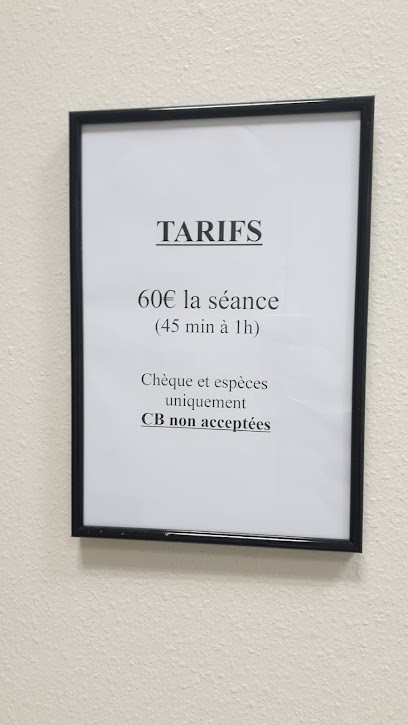 TARIFS
60€ la séance
(45 min à 1h)
Chèque et espèces
uniquement
CB non acceptées